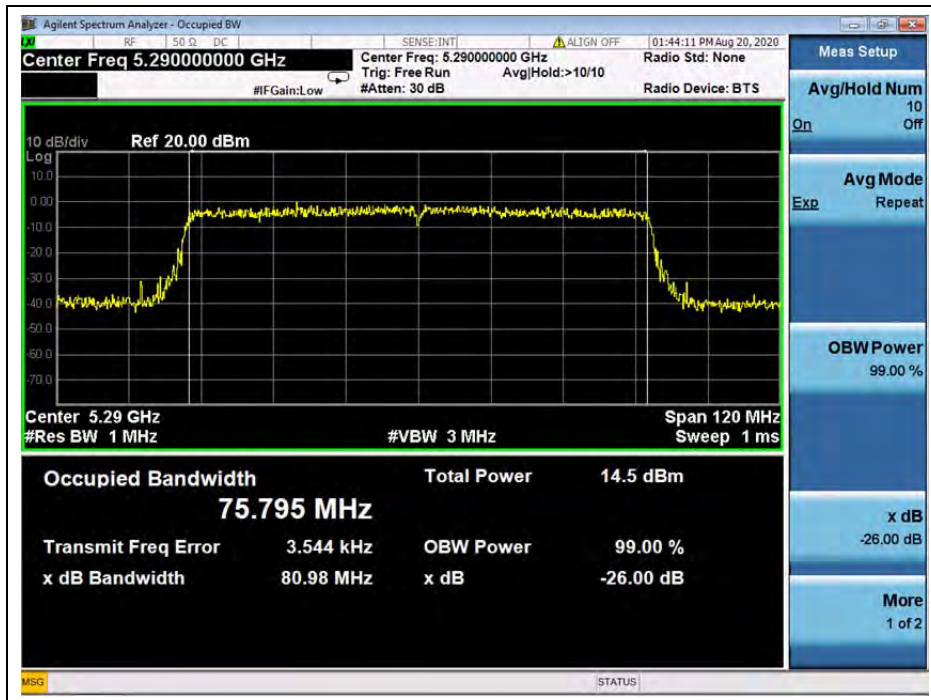 Agilent Spectrum Analyzer - Occupied BW
LXI RF 50 Ω DC SENSE:INT ALIGN OFF 01:44:11 PM Aug 20, 2020
Center Freq 5.290000000 GHz
Center Freq: 5.290000000 GHz
Radio Std: None
Trig: Free Run Avg|Hold:>10/10
#IFGain:Low #Atten: 30 dB Radio Device: BTS
10 dB/div Ref 20.00 dBm
Log
10.0
0.00
-10.0
-20.0
-30.0
-40.0
-50.0
-60.0
-70.0
Center 5.29 GHz Span 120 MHz
#Res BW 1 MHz #VBW 3 MHz Sweep 1 ms
Occupied Bandwidth Total Power 14.5 dBm
75.795 MHz
Transmit Freq Error 3.544 kHz OBW Power 99.00 %
x dB Bandwidth 80.98 MHz x dB -26.00 dB
MSG STATUS
Meas Setup
Avg/Hold Num
10
On Off
Avg Mode
Exp Repeat
OBW Power
99.00 %
x dB
-26.00 dB
More
1 of 2